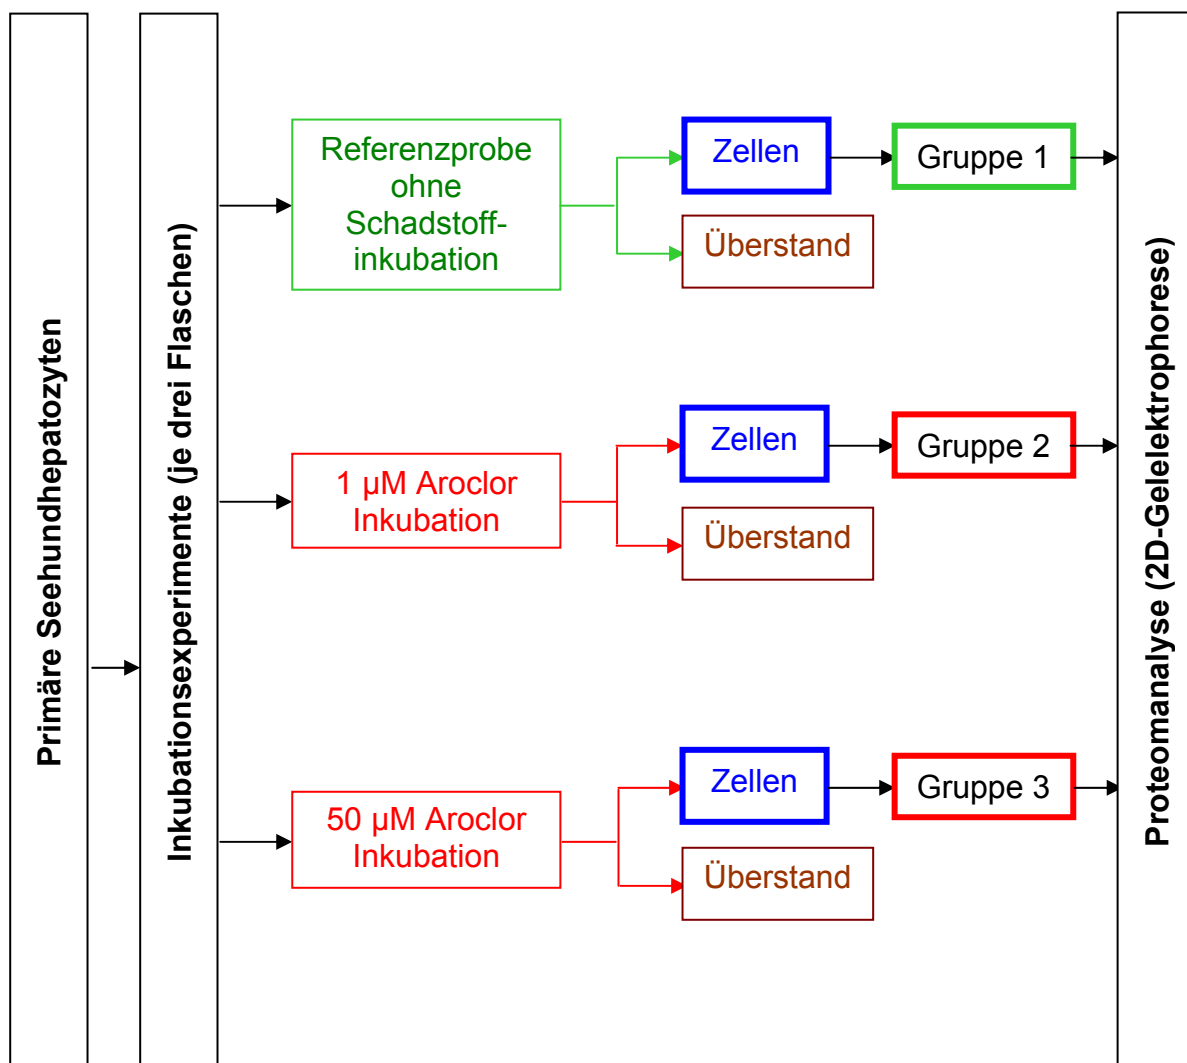 Primäre Seehundhepatozyten
Inkubationsexperimente (je drei Flaschen)
Referenzprobe
ohne
Schadstoff-
inkubation
Zellen
Gruppe 1
Überstand
1 µM Aroclor
Inkubation
Zellen
Gruppe 2
Überstand
50 µM Aroclor
Inkubation
Zellen
Gruppe 3
Überstand
Proteomanalyse (2D-Gelelektrophorese)